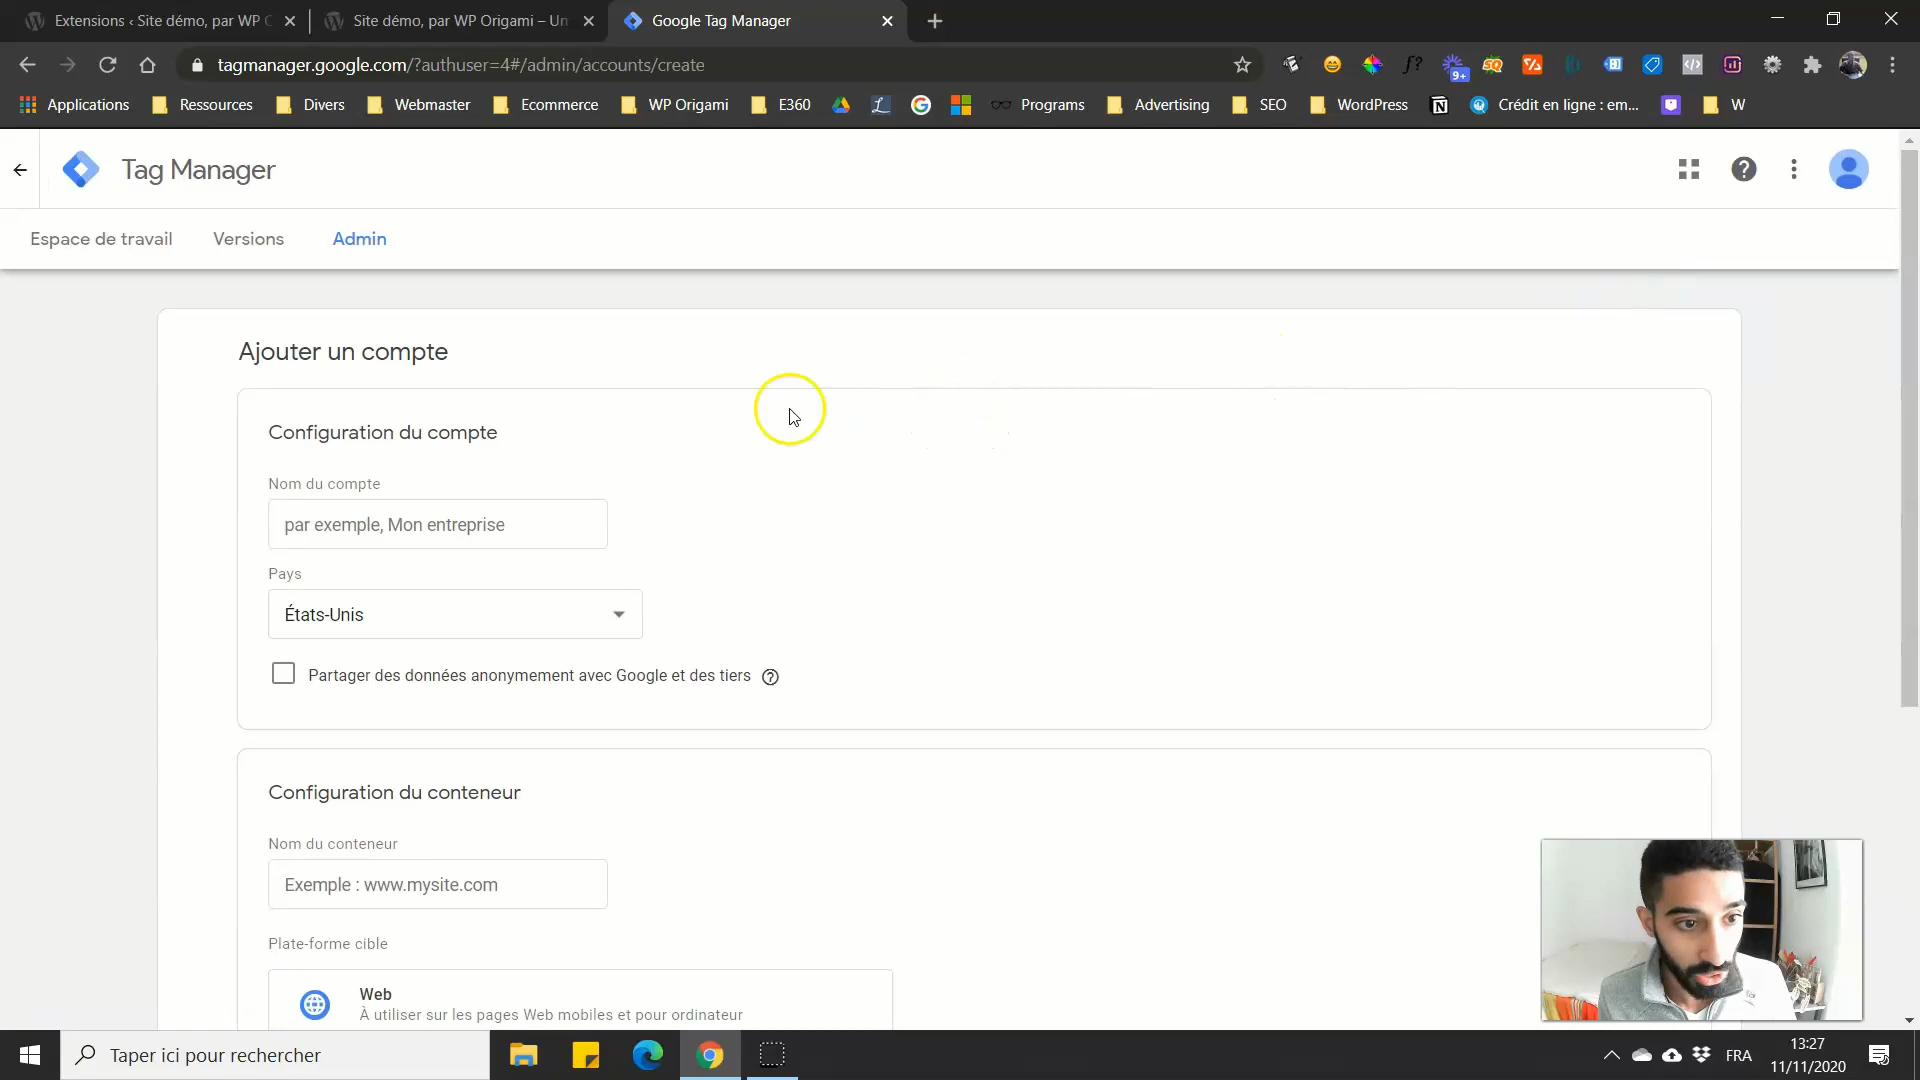 Extensions ‹ Site démo, par WP O
Site démo, par WP Origami – Un
Google Tag Manager
tagmanager.google.com/?authuser=4#/admin/accounts/create
9+
Applications
Ressources
Divers
Webmaster
Ecommerce
WP Origami
E360
Programs
Advertising
SEO
WordPress
Crédit en ligne : em...
W
Tag Manager
Espace de travail
Versions
Admin
Ajouter un compte
Configuration du compte
Nom du compte
par exemple, Mon entreprise
Pays
États-Unis
Partager des données anonymement avec Google et des tiers
Configuration du conteneur
Nom du conteneur
Exemple : www.mysite.com
Plate-forme cible
Web
À utiliser sur les pages Web mobiles et pour ordinateur
Taper ici pour rechercher
FRA
13:27
11/11/2020